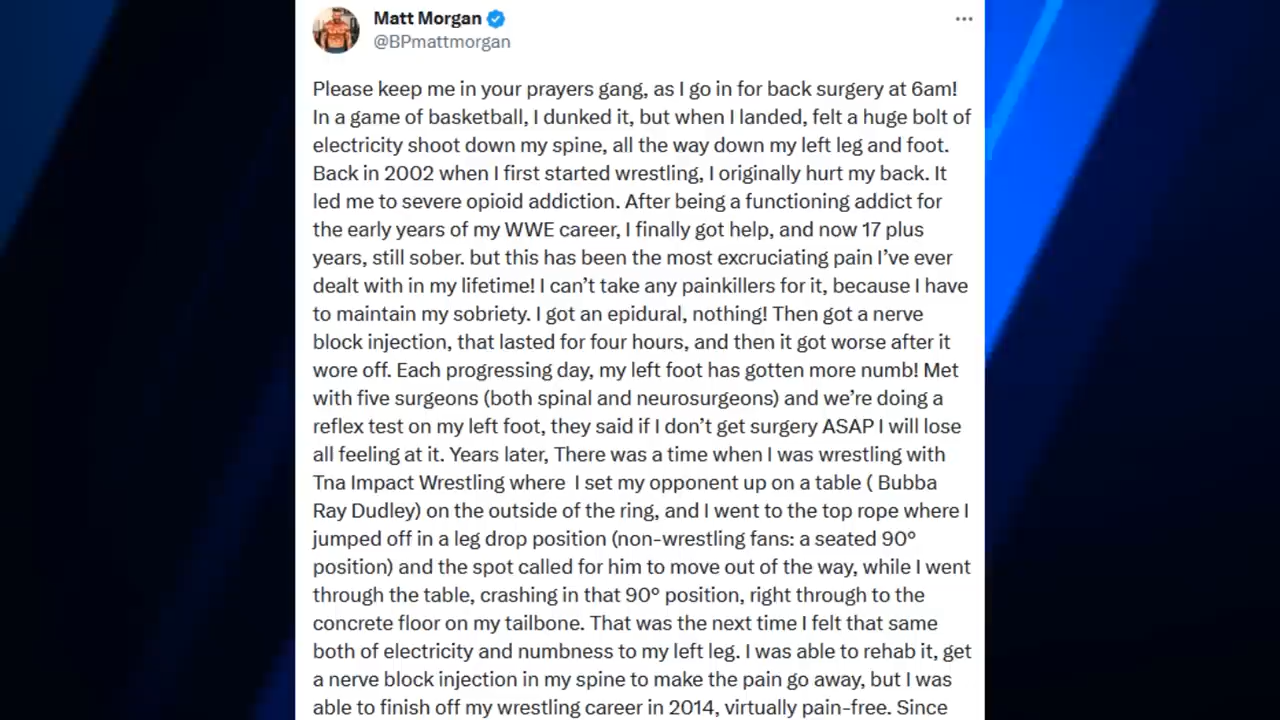 Matt Morgan
@BPmattmorgan
Please keep me in your prayers gang, as I go in for back surgery at 6am!
In a game of basketball, I dunked it, but when I landed, felt a huge bolt of
electricity shoot down my spine, all the way down my left leg and foot.
Back in 2002 when I first started wrestling, I originally hurt my back. It
led me to severe opioid addiction. After being a functioning addict for
the early years of my WWE career, I finally got help, and now 17 plus
years, still sober. but this has been the most excruciating pain I’ve ever
dealt with in my lifetime! I can’t take any painkillers for it, because I have
to maintain my sobriety. I got an epidural, nothing! Then got a nerve
block injection, that lasted for four hours, and then it got worse after it
wore off. Each progressing day, my left foot has gotten more numb! Met
with five surgeons (both spinal and neurosurgeons) and we’re doing a
reflex test on my left foot, they said if I don’t get surgery ASAP I will lose
all feeling at it. Years later, There was a time when I was wrestling with
Tna Impact Wrestling where  I set my opponent up on a table ( Bubba
Ray Dudley) on the outside of the ring, and I went to the top rope where I
jumped off in a leg drop position (non-wrestling fans: a seated 90°
position) and the spot called for him to move out of the way, while I went
through the table, crashing in that 90° position, right through to the
concrete floor on my tailbone. That was the next time I felt that same
both of electricity and numbness to my left leg. I was able to rehab it, get
a nerve block injection in my spine to make the pain go away, but I was
able to finish off my wrestling career in 2014, virtually pain-free. Since